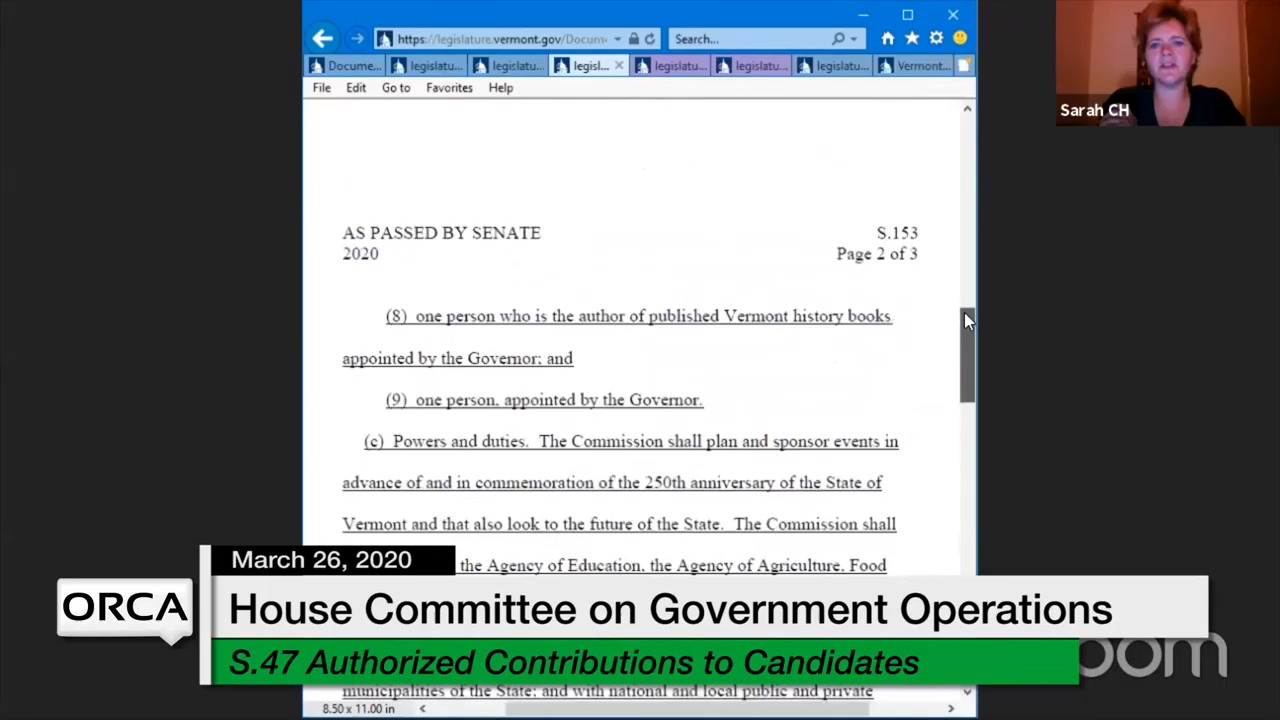 https://legislature.vermont.gov/Docum
Search...
Docume...
legislatu...
legislatu...
legisl...
legislatu...
legislatu...
legislatu...
Vermont...
File Edit Go to Favorites Help
Sarah CH
AS PASSED BY SENATE S.153
2020 Page 2 of 3
(8) one person who is the author of published Vermont history books
appointed by the Governor; and
(9) one person, appointed by the Governor.
(c) Powers and duties. The Commission shall plan and sponsor events in
advance of and in commemoration of the 250th anniversary of the State of
Vermont and that also look to the future of the State. The Commission shall
the Agency of Education, the Agency of Agriculture, Food
March 26, 2020
ORCA
House Committee on Government Operations
S.47 Authorized Contributions to Candidates
oom
municipalities of the State; and with national and local public and private
8.50 x 11.00 in